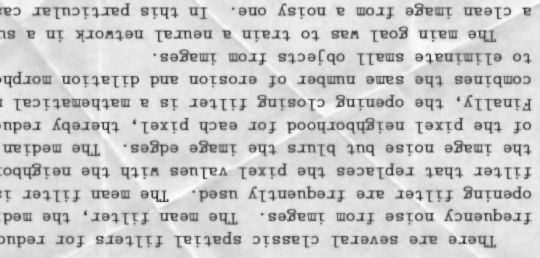 There are several classic spatial filters for reduc
frequency noise from images. The mean filter, the med
opening filter are frequently used. The mean filter is
filter that replaces the pixel values with the neighbo
the image noise but blurs the image edges. The median
of the pixel neighborhood for each pixel, thereby redu
Finally, the opening closing filter is a mathematical m
combines the same number of erosion and dilation morph
to eliminate small objects from images.
The main goal was to train a neural network in a su
a clean image from a noisy one. In this particular ca